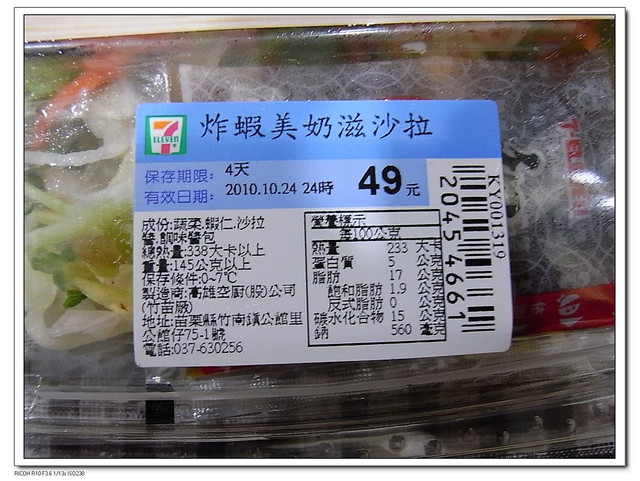 7
ELEVEN
炸蝦美奶滋沙拉
保存期限: 4天
有效日期: 2010.10.24 24時
49元
成份:蔬菜.蝦仁.沙拉
醬.調味醬包
總熱量:338大卡以上
重量:145公克以上
保存條件:0-7℃
製造商:高雄空廚(股)公司
(竹苗廠)
地址:苗栗縣竹南鎮公館里
公館仔75-1號
電話:037-630256
營養標示
每100公克
熱量 233 大卡
蛋白質 5 公克
脂肪 17 公克
飽和脂肪 1.9 公克
反式脂肪 0 公克
碳水化合物 15 公克
鈉 560 毫克
20454661
KY001319
RICOH R10 F3.6 1/13s ISO238